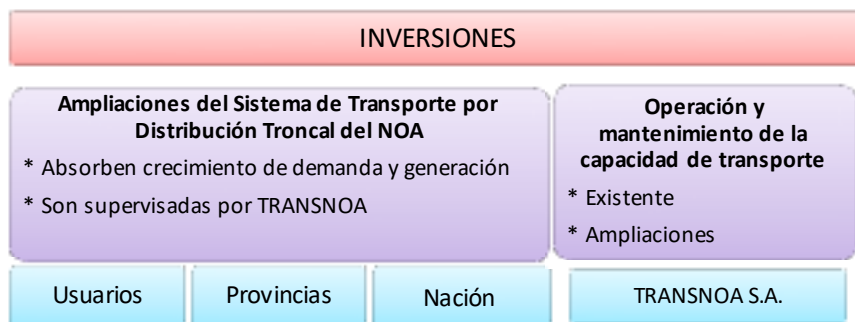 INVERSIONES
Ampliaciones del Sistema de Transporte por
Distribución Troncal del NOA
* Absorben crecimiento de demanda y generación
* Son supervisadas por TRANSNOA
Operación y
mantenimiento de la
capacidad de transporte
* Existente
* Ampliaciones
Usuarios
Provincias
Nación
TRANSNOA S.A.